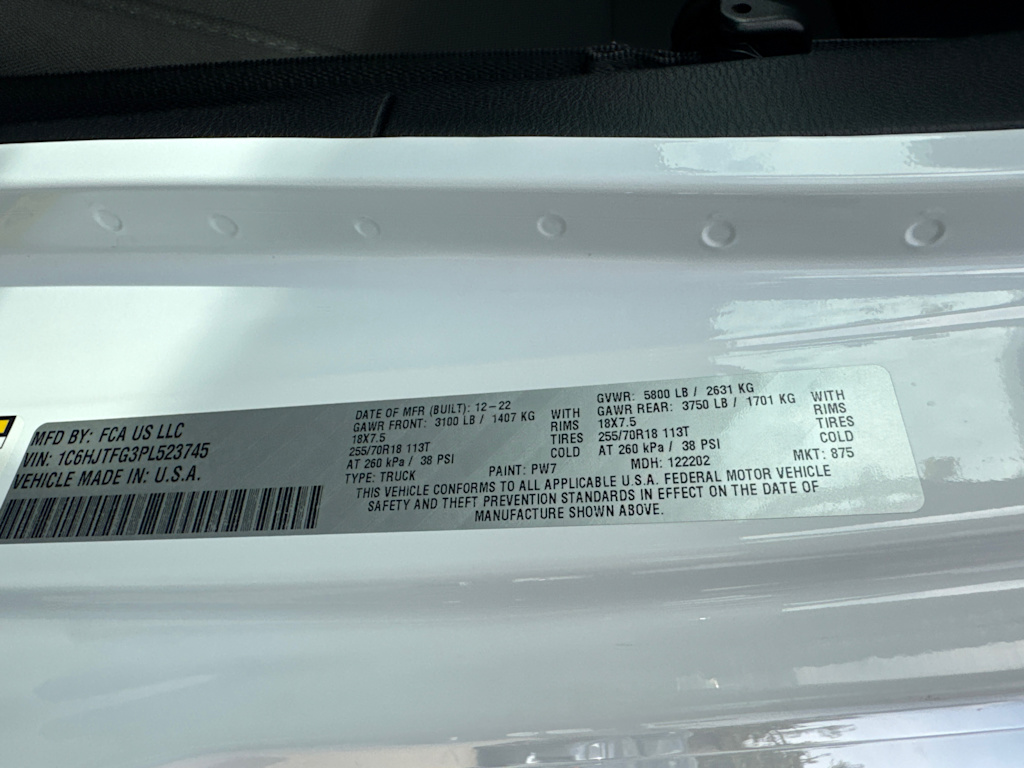 MFD BY: FCA US LLC
VIN: 1C6HJTFG3PL523745
VEHICLE MADE IN: U.S.A.
DATE OF MFR (BUILT): 12-22
GAWR FRONT: 3100 LB / 1407 KG WITH
18X7.5 RIMS
255/70R18 113T TIRES
AT 260 kPa / 38 PSI COLD
GVWR: 5800 LB / 2631 KG
GAWR REAR: 3750 LB / 1701 KG WITH
18X7.5 RIMS
255/70R18 113T TIRES
AT 260 kPa / 38 PSI COLD
TYPE: TRUCK PAINT: PW7 MDH: 122202 MKT: 875
THIS VEHICLE CONFORMS TO ALL APPLICABLE U.S.A. FEDERAL MOTOR VEHICLE
SAFETY AND THEFT PREVENTION STANDARDS IN EFFECT ON THE DATE OF
MANUFACTURE SHOWN ABOVE.